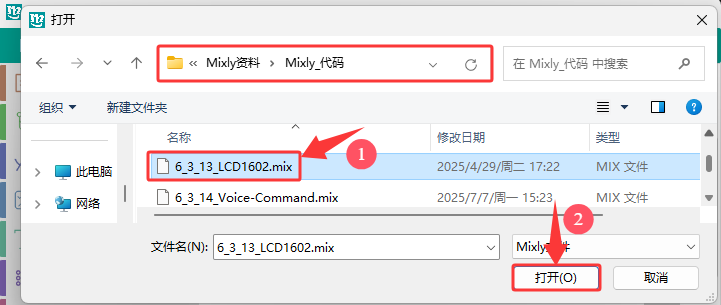 打开
« Mixly资料 > Mixly_代码
在 Mixly_代码 中搜索
组织 新建文件夹
名称 修改日期 类型
此电脑
6_3_13_LCD1602.mix 2025/4/29/周二 17:22 MIX 文件
1
网络
6_3_14_Voice-Command.mix 2025/7/7/周一 15:23 MIX 文件
2
文件名(N): 6_3_13_LCD1602.mix
打开(O) 取消